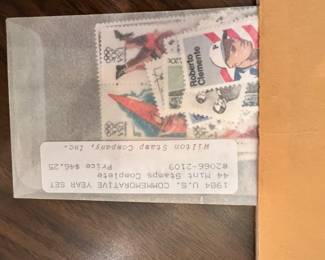 1984 U.S. COMMEMORATIVE YEAR SET
44 Mint Stamps Complete
#2066-2109
Price $46.25
Wilton Stamp Company, Inc.
Roberto
Clemente